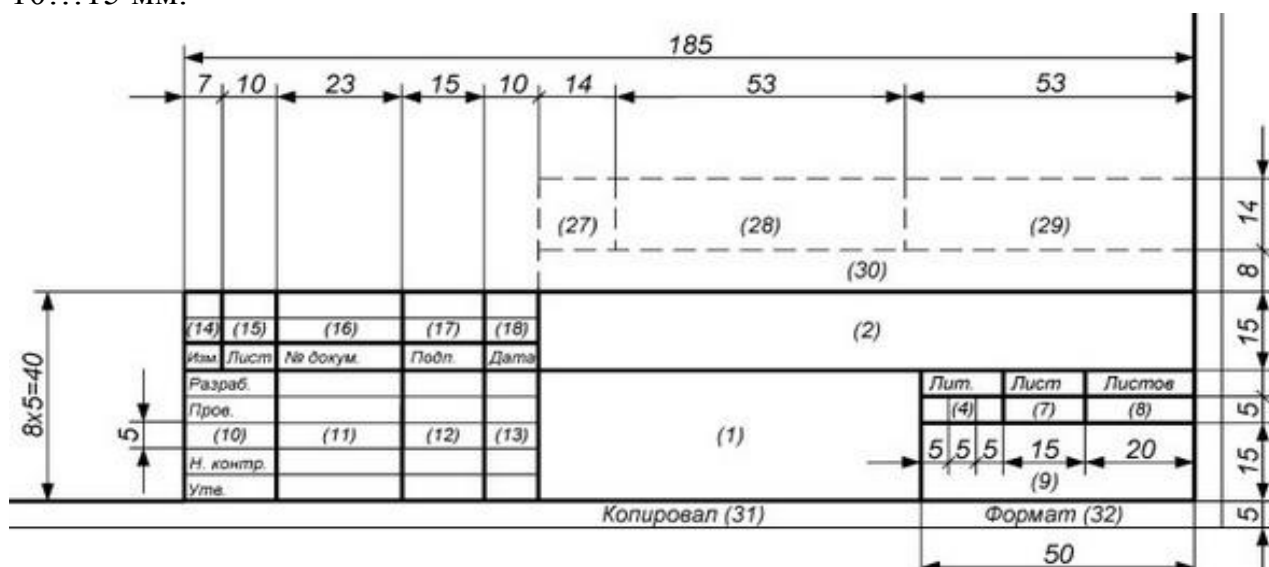 10…15 мм.
185
7 10 23 15 10 14 53 53
14
(27) (28) (29)
(30)
8
(14) (15) (16) (17) (18) (2)
15
Изм. Лист № докум. Подп. Дата
8х5=40
Разраб. Лит. Лист Листов
Пров. (4) (7) (8)
5
5
(10) (11) (12) (13) (1) 5 5 5 15 20
15
Н. контр. (9)
Утв.
Копировал (31) Формат (32)
5
50